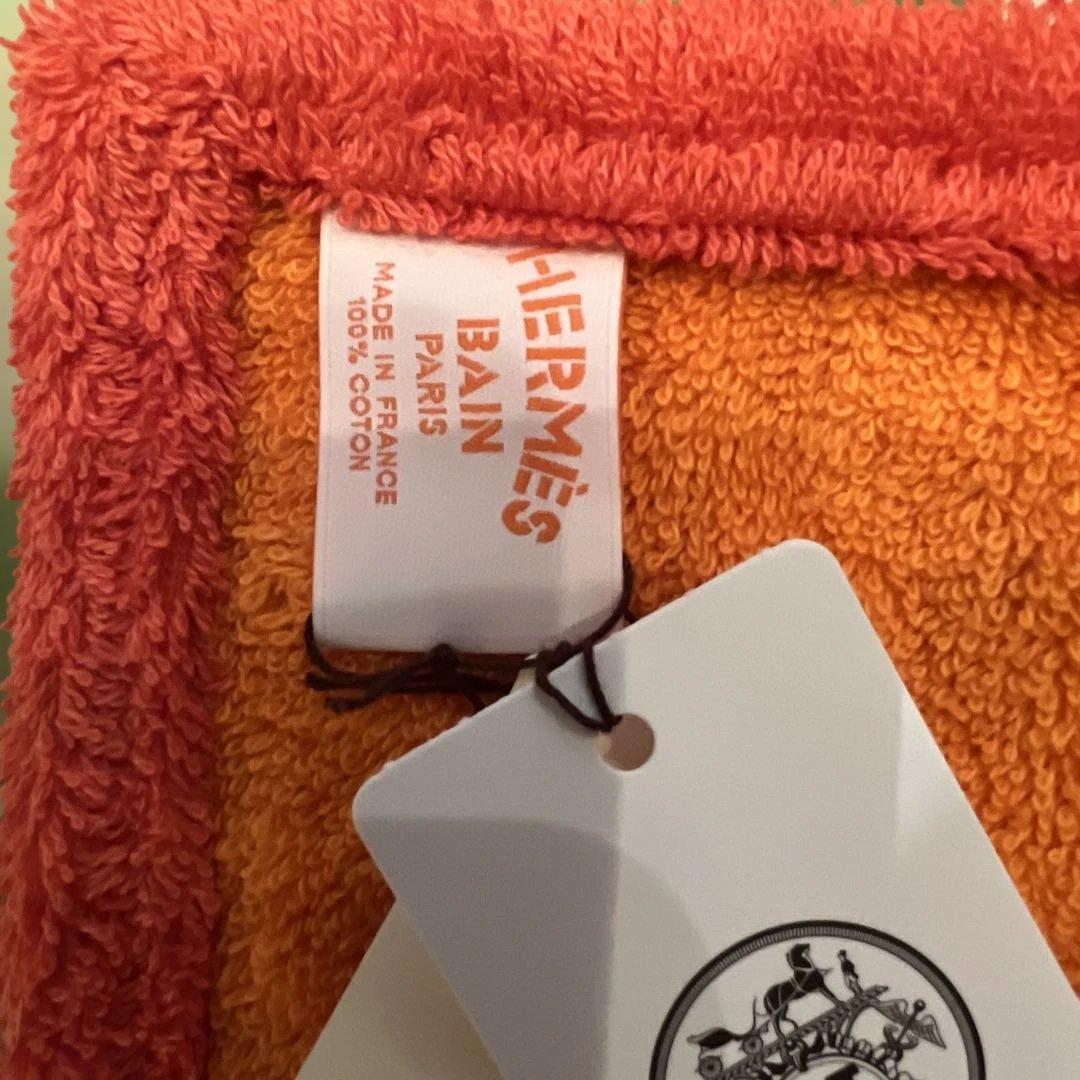 HERMÈS
BAIN
PARIS
MADE IN FRANCE
100% COTON